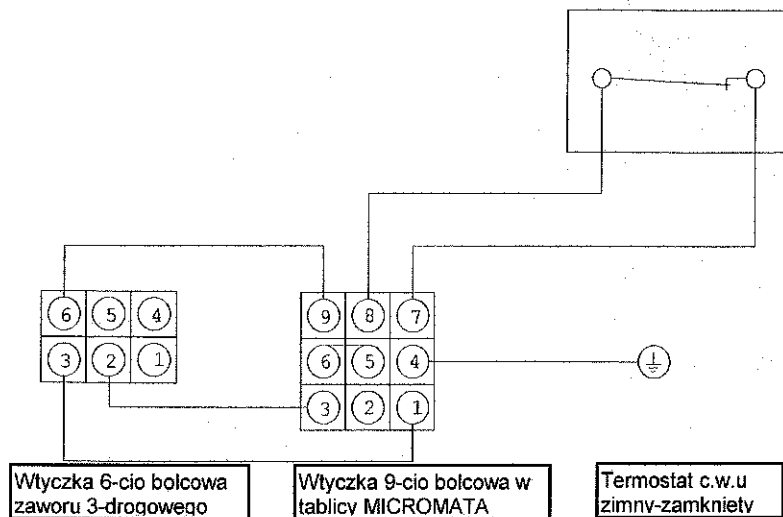 6 5 4
3 2 1
9 8 7
6 5 4
3 2 1
Wtyczka 6-cio bolcowa
zaworu 3-drogowego
Wtyczka 9-cio bolcowa w
tablicy MICROMATA
Termostat c.w.u
zimny-zamknięty